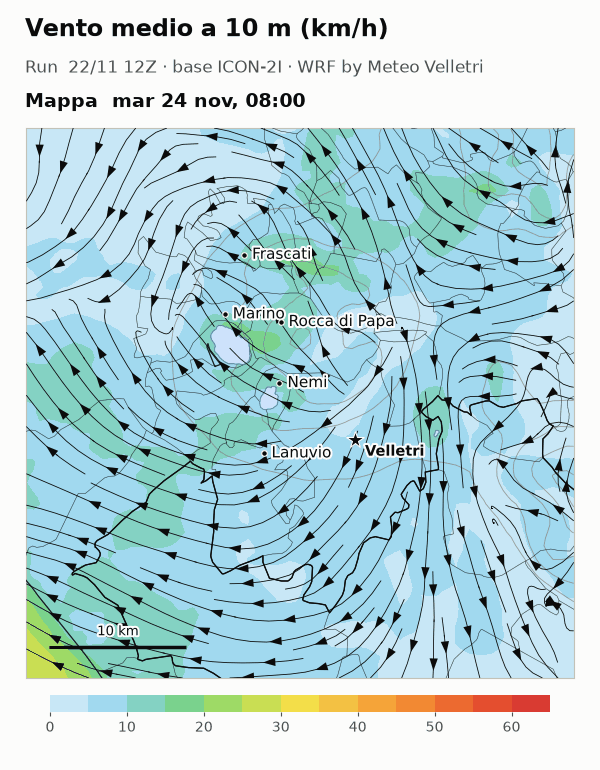 Vento medio a 10 m (km/h)
Run  22/11 12Z · base ICON-2I · WRF by Meteo Velletri
Mappa  mar 24 nov, 08:00
Frascati
Marino
Rocca di Papa
Nemi
Lanuvio
Velletri
10 km
0 10 20 30 40 50 60